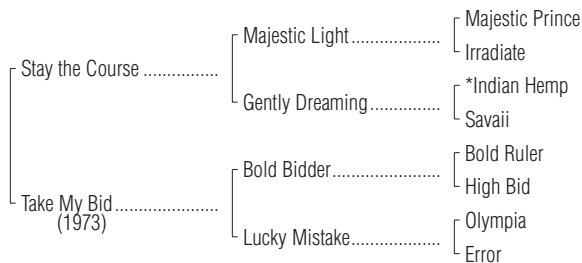 Majestic Prince
Majestic Light....................
Irradiate
Stay the Course ................
*Indian Hemp
Gently Dreaming................
Savaii
Bold Ruler
Bold Bidder........................
High Bid
Take My Bid......................
(1973)
Olympia
Lucky Mistake....................
Error